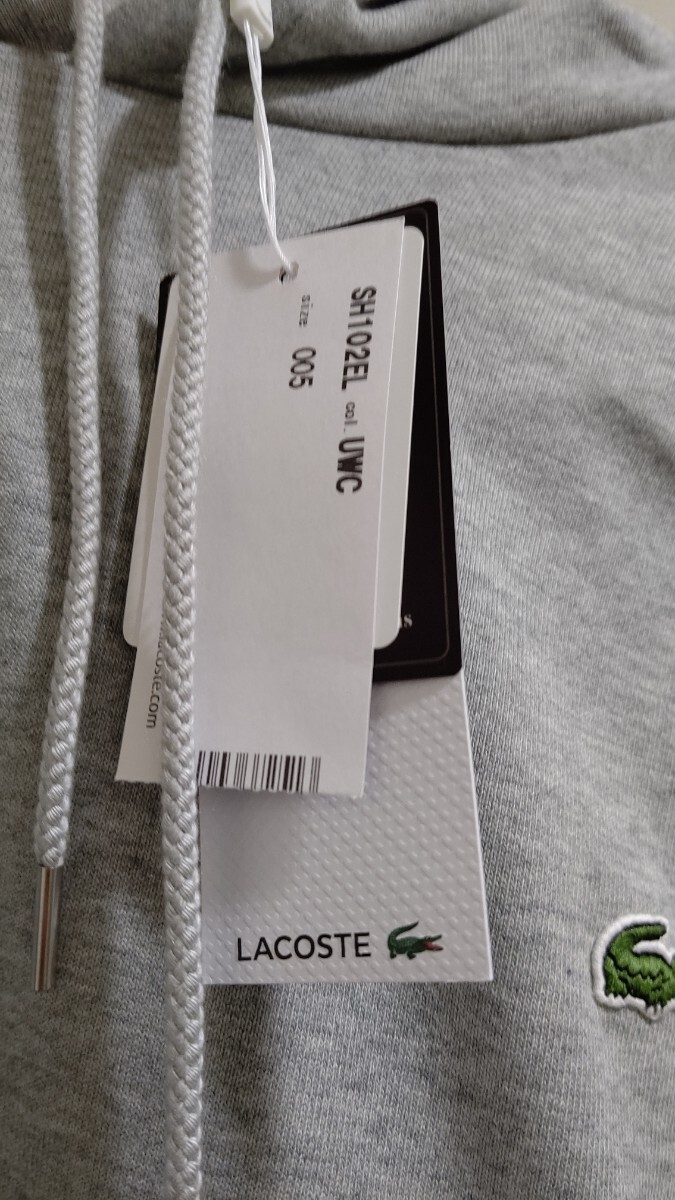 SH102EL col. UWC
size 005
LACOSTE